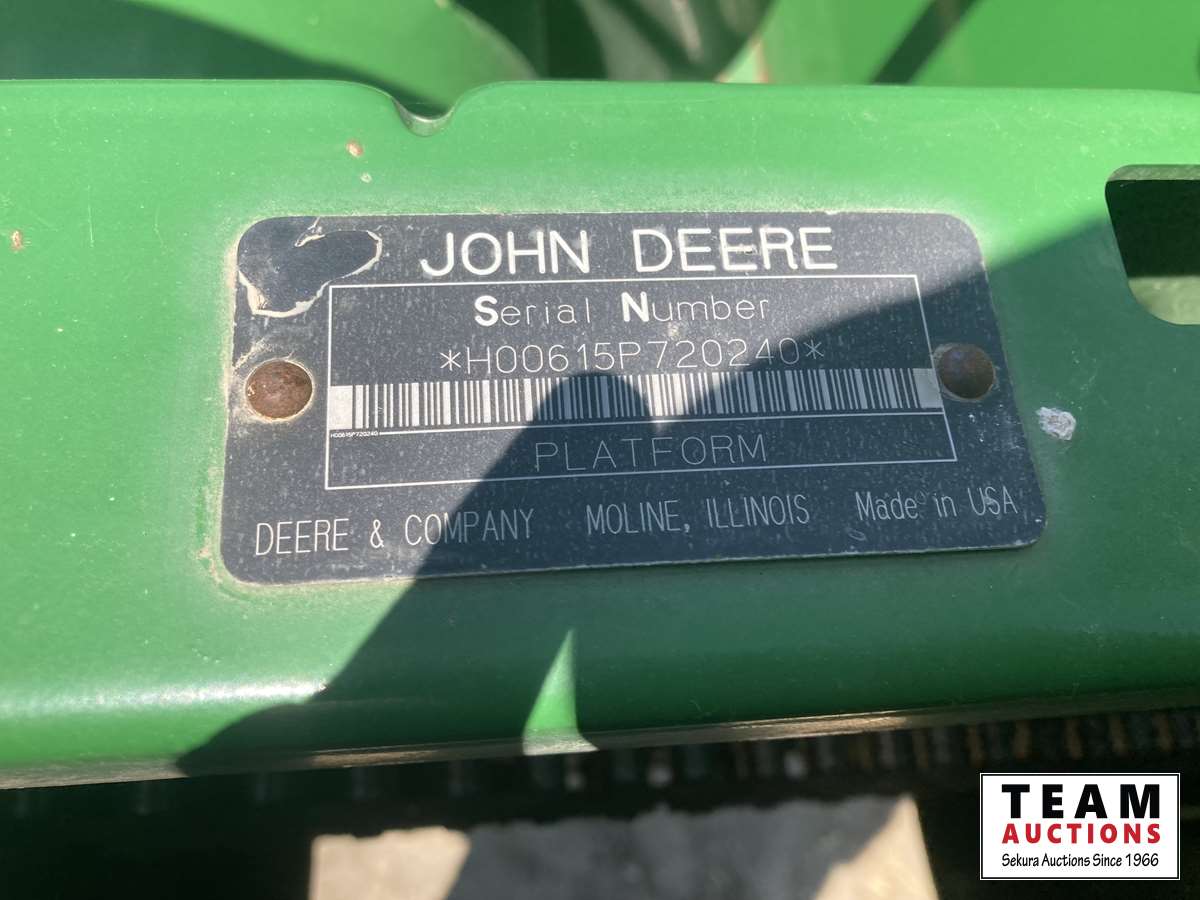 JOHN DEERE
Serial Number
*H00615P720240*
H00615P720240
PLATFORM
DEERE & COMPANY MOLINE, ILLINOIS Made in USA
TEAM
AUCTIONS
Sekura Auctions Since 1966